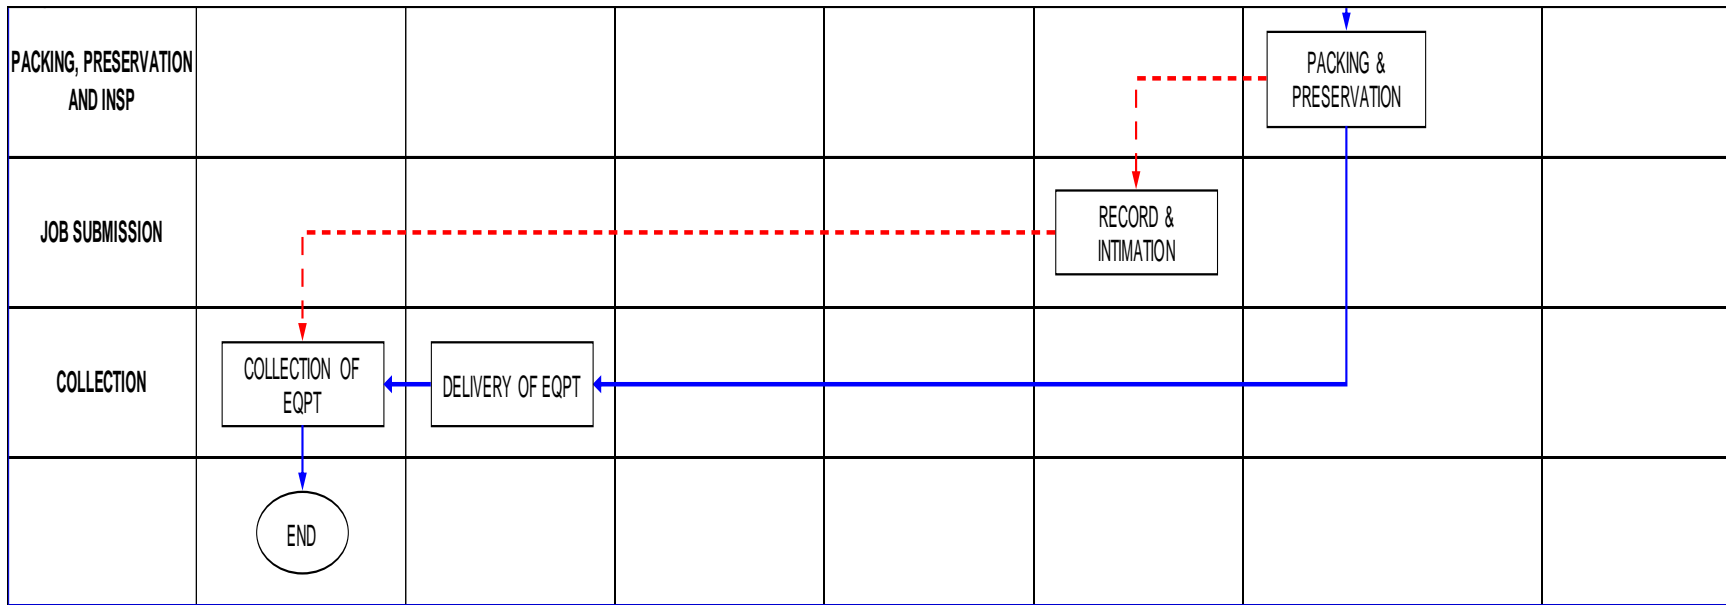 PACKING, PRESERVATION
AND INSP
PACKING &
PRESERVATION
JOB SUBMISSION
RECORD &
INTIMATION
COLLECTION
COLLECTION OF
EQPT
DELIVERY OF EQPT
END